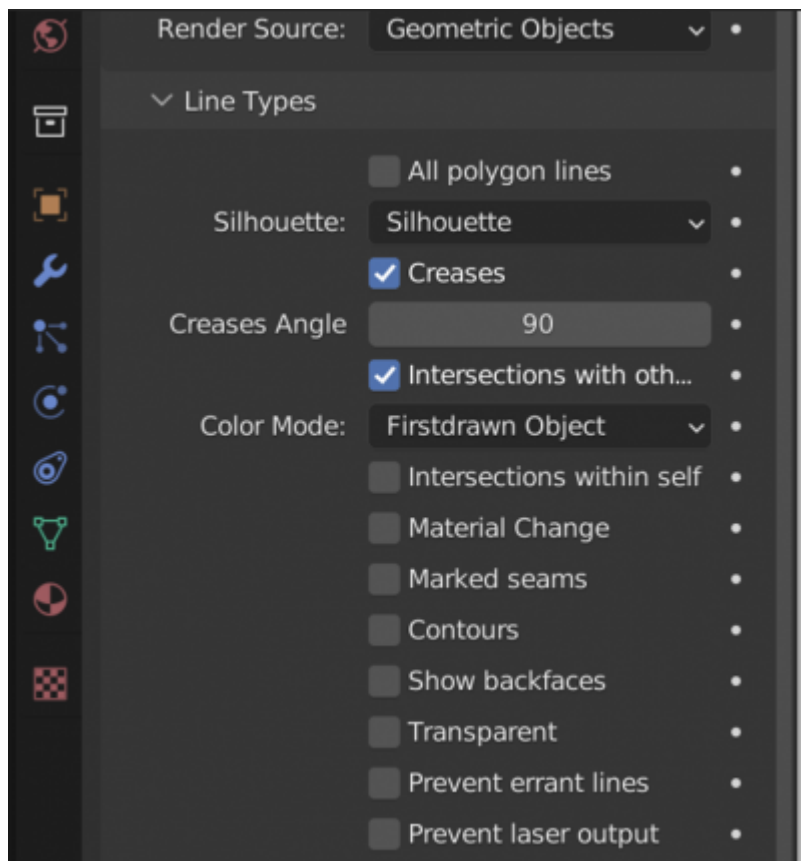 Render Source: Geometric Objects
Line Types
All polygon lines
Silhouette: Silhouette
Creases
Creases Angle 90
Intersections with oth...
Color Mode: Firstdrawn Object
Intersections within self
Material Change
Marked seams
Contours
Show backfaces
Transparent
Prevent errant lines
Prevent laser output